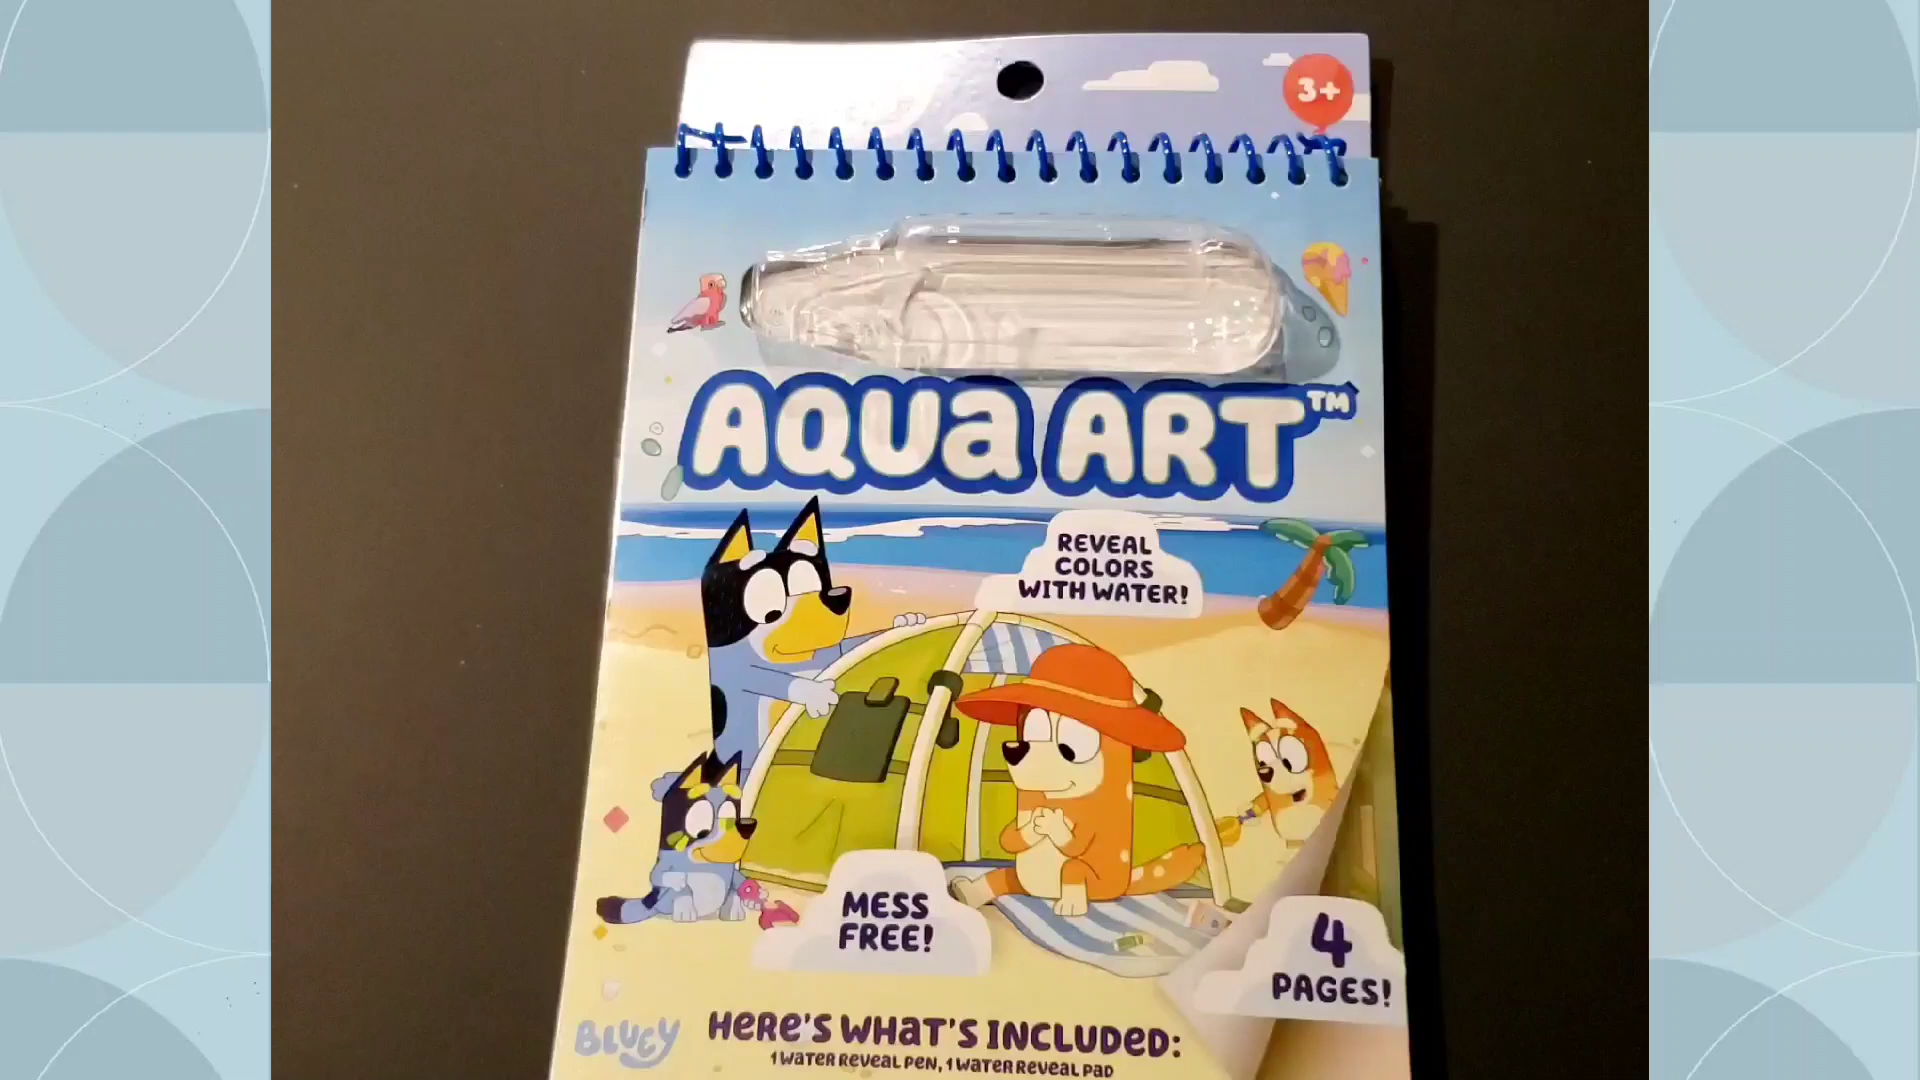 3+
AQUA ART™
REVEAL
COLORS
WITH WATER!
MESS
FREE!
4
PAGES!
BLUEY
HERE'S WHAT'S INCLUDED:
1 WATER REVEAL PEN, 1 WATER REVEAL PAD